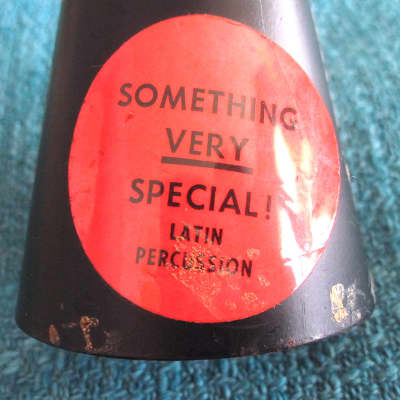 SOMETHING
VERY
SPECIAL!
LATIN
PERCUSSION